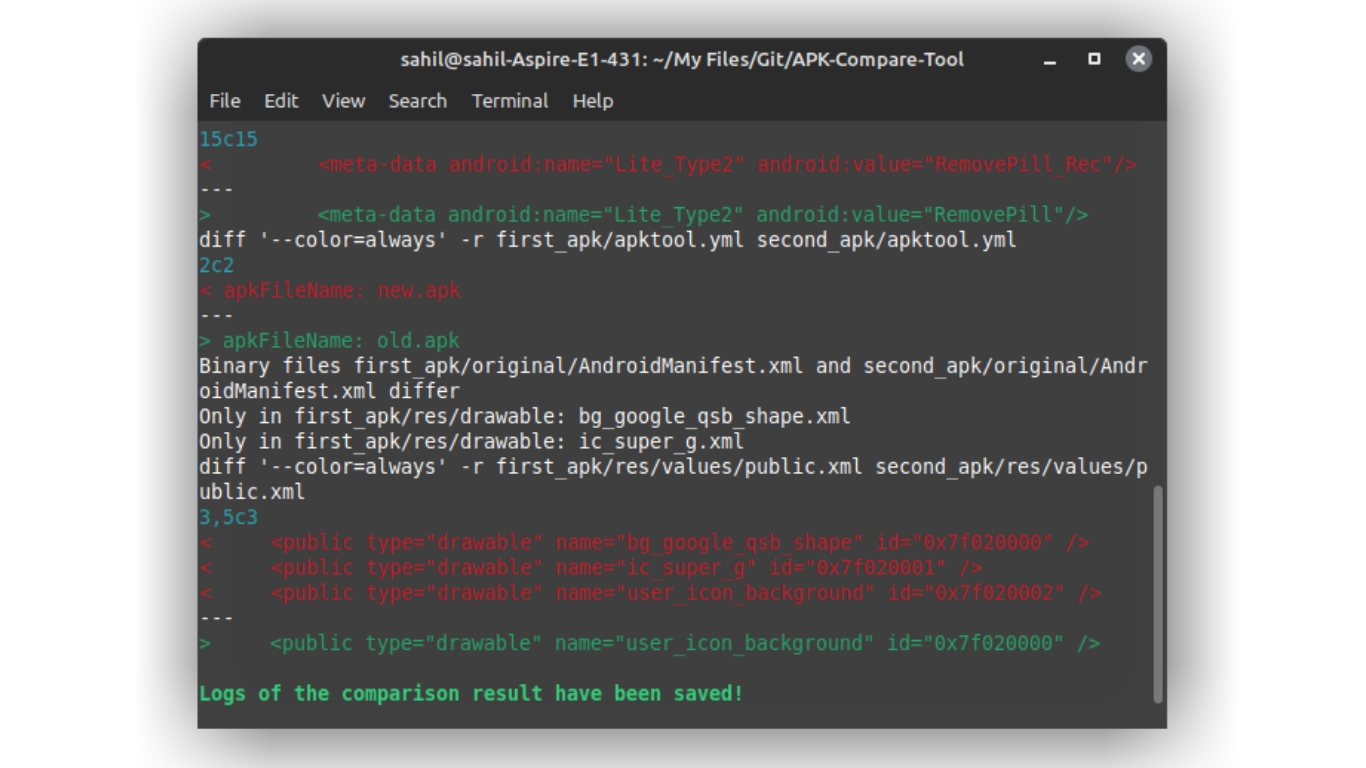 sahil@sahil-Aspire-E1-431: ~/My Files/Git/APK-Compare-Tool
File Edit View Search Terminal Help
15c15
<         <meta-data android:name="Lite_Type2" android:value="RemovePill_Rec"/>
---
>         <meta-data android:name="Lite_Type2" android:value="RemovePill"/>
diff '--color=always' -r first_apk/apktool.yml second_apk/apktool.yml
2c2
< apkFileName: new.apk
---
> apkFileName: old.apk
Binary files first_apk/original/AndroidManifest.xml and second_apk/original/Andr
oidManifest.xml differ
Only in first_apk/res/drawable: bg_google_qsb_shape.xml
Only in first_apk/res/drawable: ic_super_g.xml
diff '--color=always' -r first_apk/res/values/public.xml second_apk/res/values/p
ublic.xml
3,5c3
<     <public type="drawable" name="bg_google_qsb_shape" id="0x7f020000" />
<     <public type="drawable" name="ic_super_g" id="0x7f020001" />
<     <public type="drawable" name="user_icon_background" id="0x7f020002" />
---
>     <public type="drawable" name="user_icon_background" id="0x7f020000" />
Logs of the comparison result have been saved!